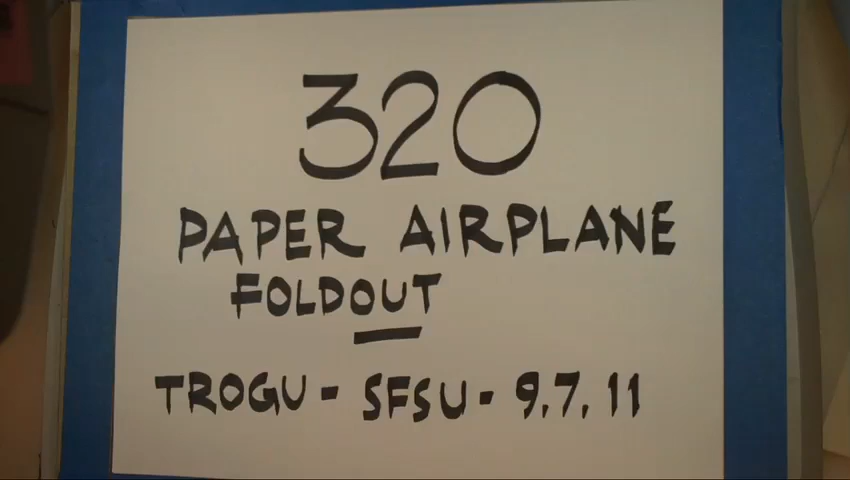 320
PAPER AIRPLANE
FOLDOUT
TROGU - SFSU - 9.7.11